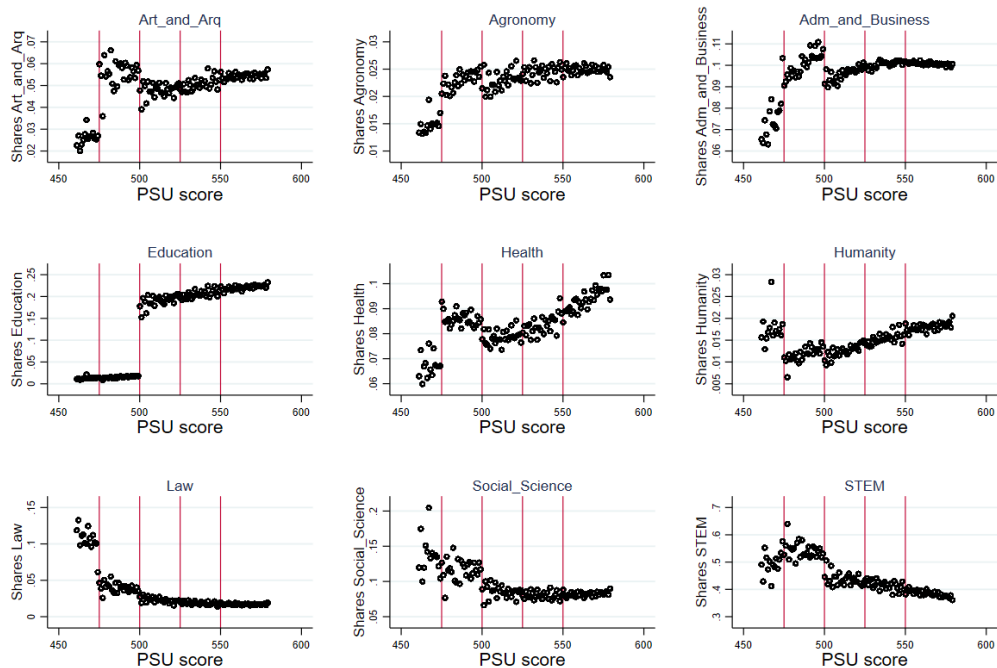 Art_and_Arq
Shares Art_and_Arq
.02 .03 .04 .05 .06 .07
450 500 550 600
PSU score
Agronomy
Shares Agronomy
.01 .015 .02 .025 .03
450 500 550 600
PSU score
Adm_and_Business
Shares Adm_and_Business
.06 .07 .08 .09 .1 .11
450 500 550 600
PSU score
Education
Shares Education
0 .05 .1 .15 .2 .25
450 500 550 600
PSU score
Health
Shares Health
.06 .07 .08 .09 .1
450 500 550 600
PSU score
Humanity
Shares Humanity
.005 .01 .015 .02 .025 .03
450 500 550 600
PSU score
Law
Shares Law
0 .05 .1 .15
450 500 550 600
PSU score
Social_Science
Shares Social_Science
.05 .1 .15 .2
450 500 550 600
PSU score
STEM
Shares STEM
.3 .4 .5 .6 .7
450 500 550 600
PSU score